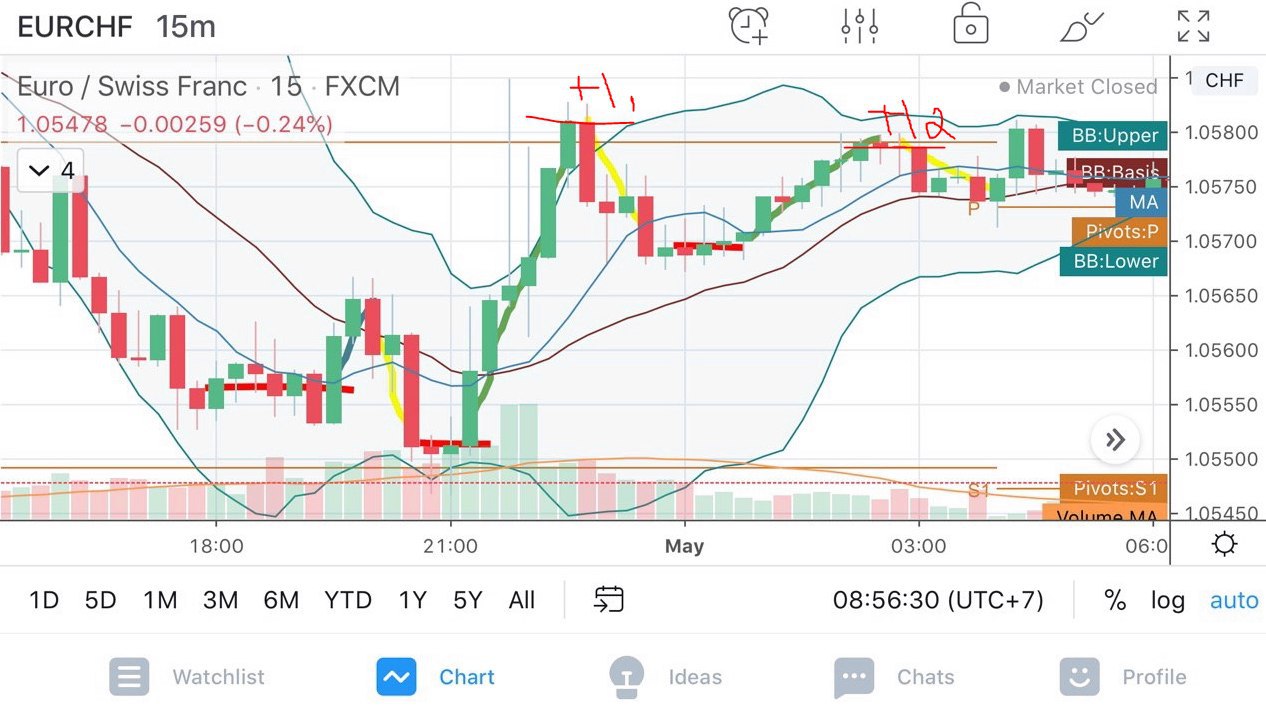 EURCHF 15m
Euro / Swiss Franc · 15 · FXCM
Market Closed
CHF
1.05478 −0.00259 (−0.24%)
4
H1
H2
BB:Upper
1.05800
BB:Basis
1.05750
MA
P
Pivots:P
1.05700
BB:Lower
1.05650
1.05600
1.05550
1.05500
S1
Pivots:S1
Volume MA
1.05450
18:00 21:00 May 03:00 06:0
1D 5D 1M 3M 6M YTD 1Y 5Y All 08:56:30 (UTC+7) % log auto
Watchlist Chart Ideas Chats Profile